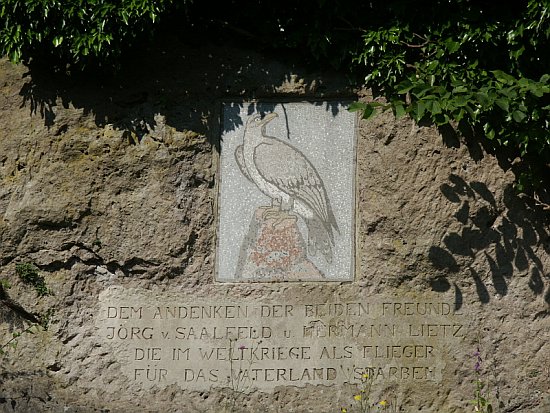 DEM ANDENKEN DER BEIDEN FREUNDE
JÖRG v. SAALFELD u HERMANN LIETZ
DIE IM WELTKRIEGE ALS FLIEGER
FÜR DAS VATERLAND STARBEN